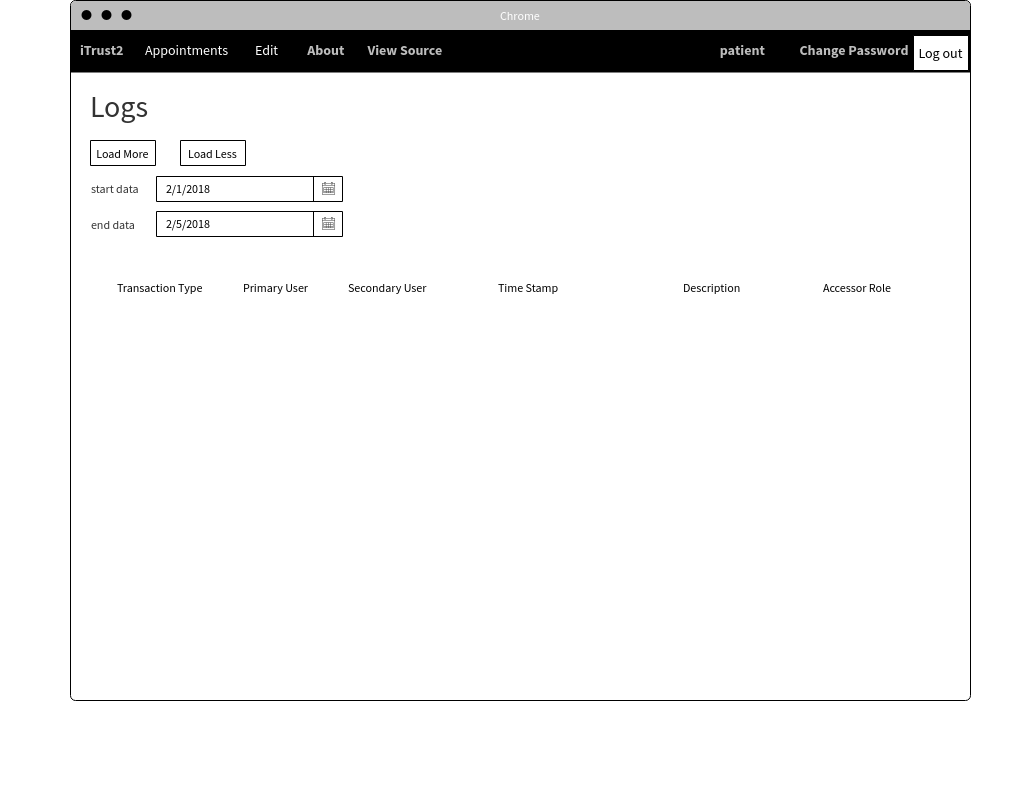 Chrome
iTrust2 Appointments Edit About View Source patient Change Password Log out
Logs
Load More Load Less
start data 2/1/2018
end data 2/5/2018
Transaction Type Primary User Secondary User Time Stamp Description Accessor Role